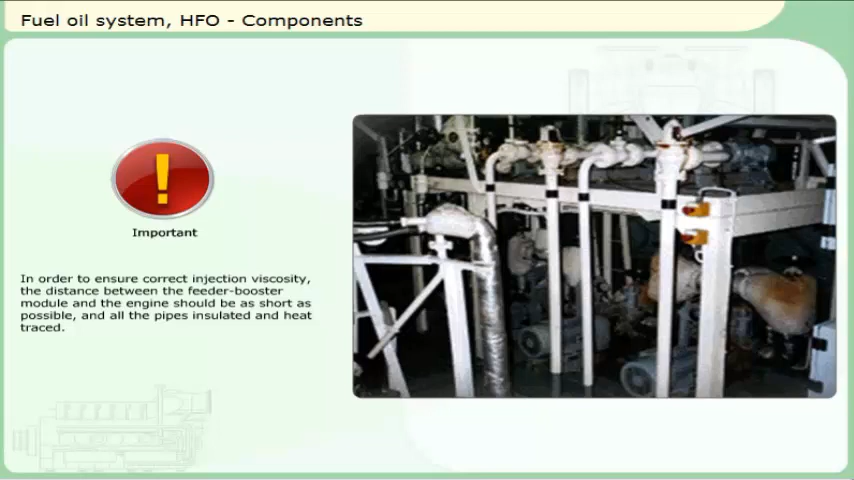 Fuel oil system, HFO - Components
Important
In order to ensure correct injection viscosity,
the distance between the feeder-booster
module and the engine should be as short as
possible, and all the pipes insulated and heat
traced.